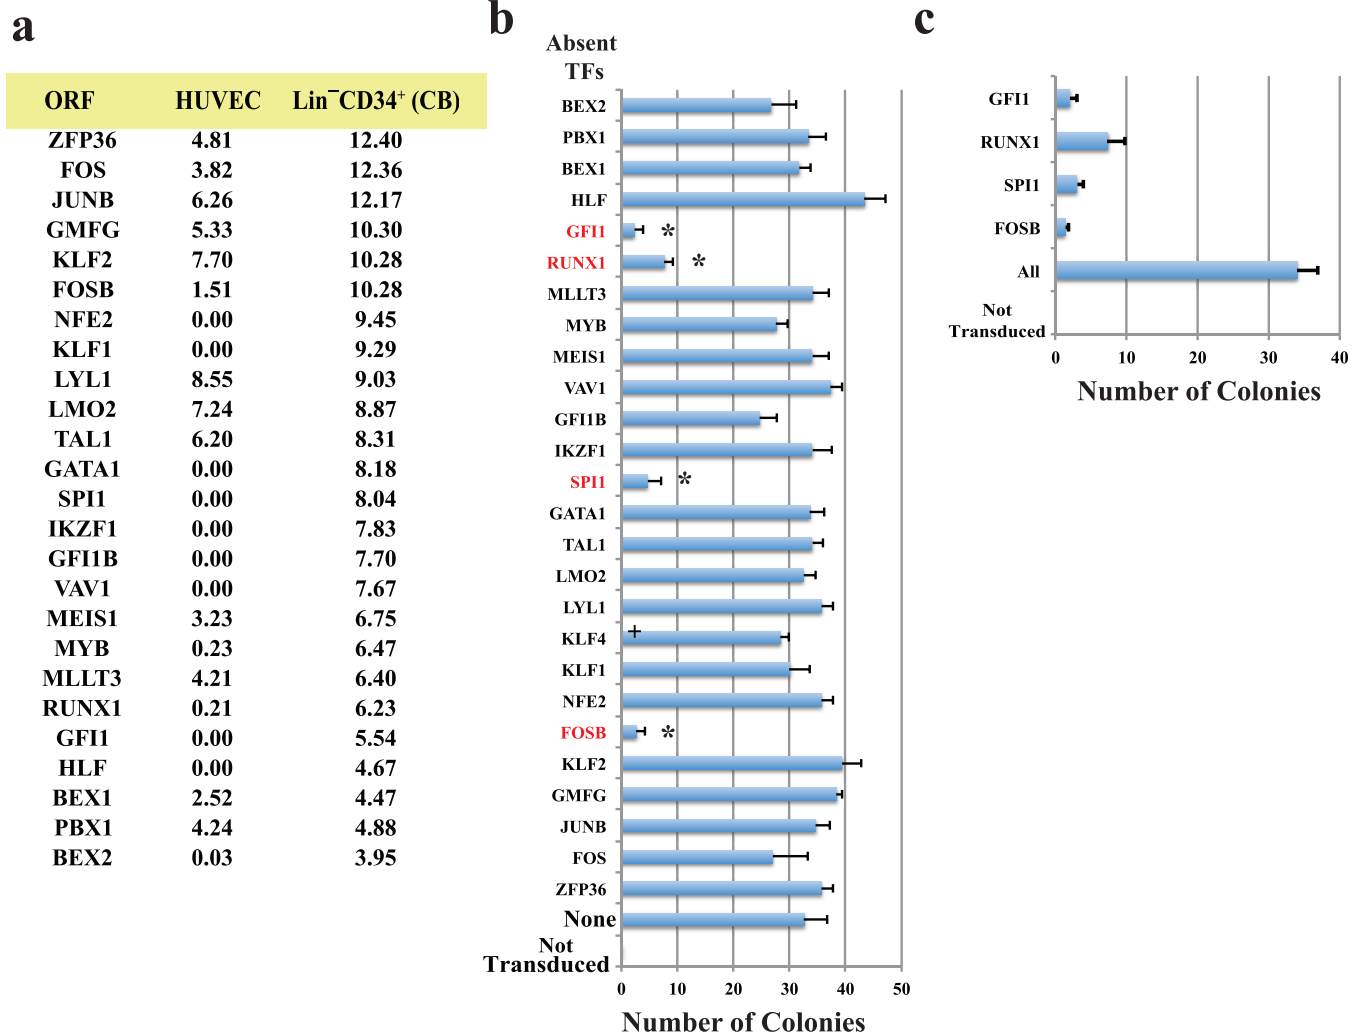 a
ORF HUVEC Lin⁻CD34⁺ (CB)
ZFP36 4.81 12.40
FOS 3.82 12.36
JUNB 6.26 12.17
GMFG 5.33 10.30
KLF2 7.70 10.28
FOSB 1.51 10.28
NFE2 0.00 9.45
KLF1 0.00 9.29
LYL1 8.55 9.03
LMO2 7.24 8.87
TAL1 6.20 8.31
GATA1 0.00 8.18
SPI1 0.00 8.04
IKZF1 0.00 7.83
GFI1B 0.00 7.70
VAV1 0.00 7.67
MEIS1 3.23 6.75
MYB 0.23 6.47
MLLT3 4.21 6.40
RUNX1 0.21 6.23
GFI1 0.00 5.54
HLF 0.00 4.67
BEX1 2.52 4.47
PBX1 4.24 4.88
BEX2 0.03 3.95
b
Absent
TFs
BEX2
PBX1
BEX1
HLF
GFI1 *
RUNX1 *
MLLT3
MYB
MEIS1
VAV1
GFI1B
IKZF1
SPI1 *
GATA1
TAL1
LMO2
LYL1
KLF4 +
KLF1
NFE2
FOSB *
KLF2
GMFG
JUNB
FOS
ZFP36
None
Not
Transduced
0 10 20 30 40 50
Number of Colonies
c
GFI1
RUNX1
SPI1
FOSB
All
Not
Transduced
0 10 20 30 40
Number of Colonies